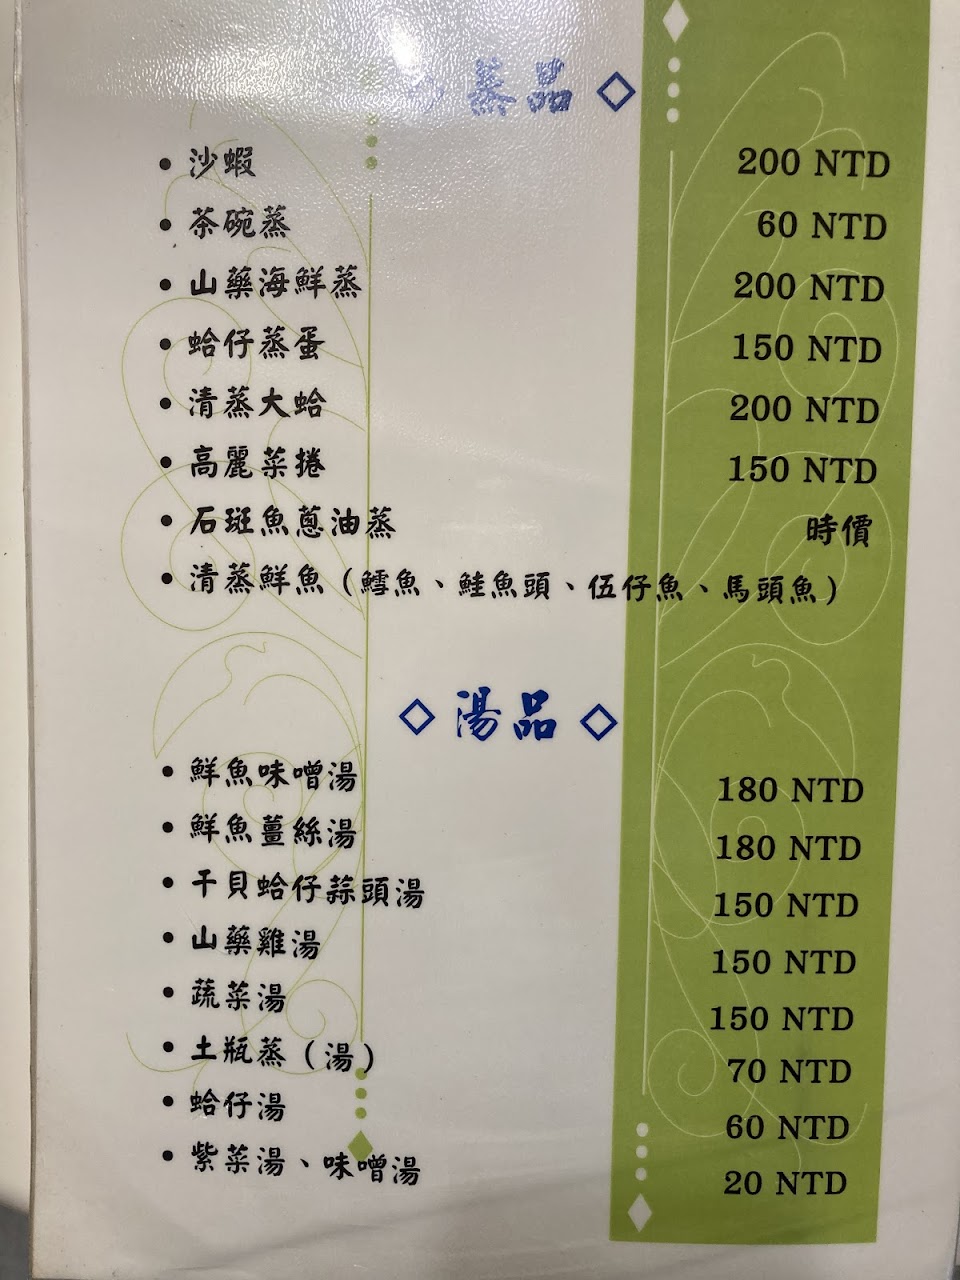 ◇ 蒸品 ◇
• 沙蝦 200 NTD
• 茶碗蒸 60 NTD
• 山藥海鮮蒸 200 NTD
• 蛤仔蒸蛋 150 NTD
• 清蒸大蛤 200 NTD
• 高麗菜捲 150 NTD
• 石斑魚蔥油蒸 時價
• 清蒸鮮魚（鱈魚、鮭魚頭、伍仔魚、馬頭魚）
◇ 湯品 ◇
• 鮮魚味噌湯 180 NTD
• 鮮魚薑絲湯 180 NTD
• 干貝蛤仔蒜頭湯 150 NTD
• 山藥雞湯 150 NTD
• 蔬菜湯 150 NTD
• 土瓶蒸（湯） 70 NTD
• 蛤仔湯 60 NTD
• 紫菜湯、味噌湯 20 NTD